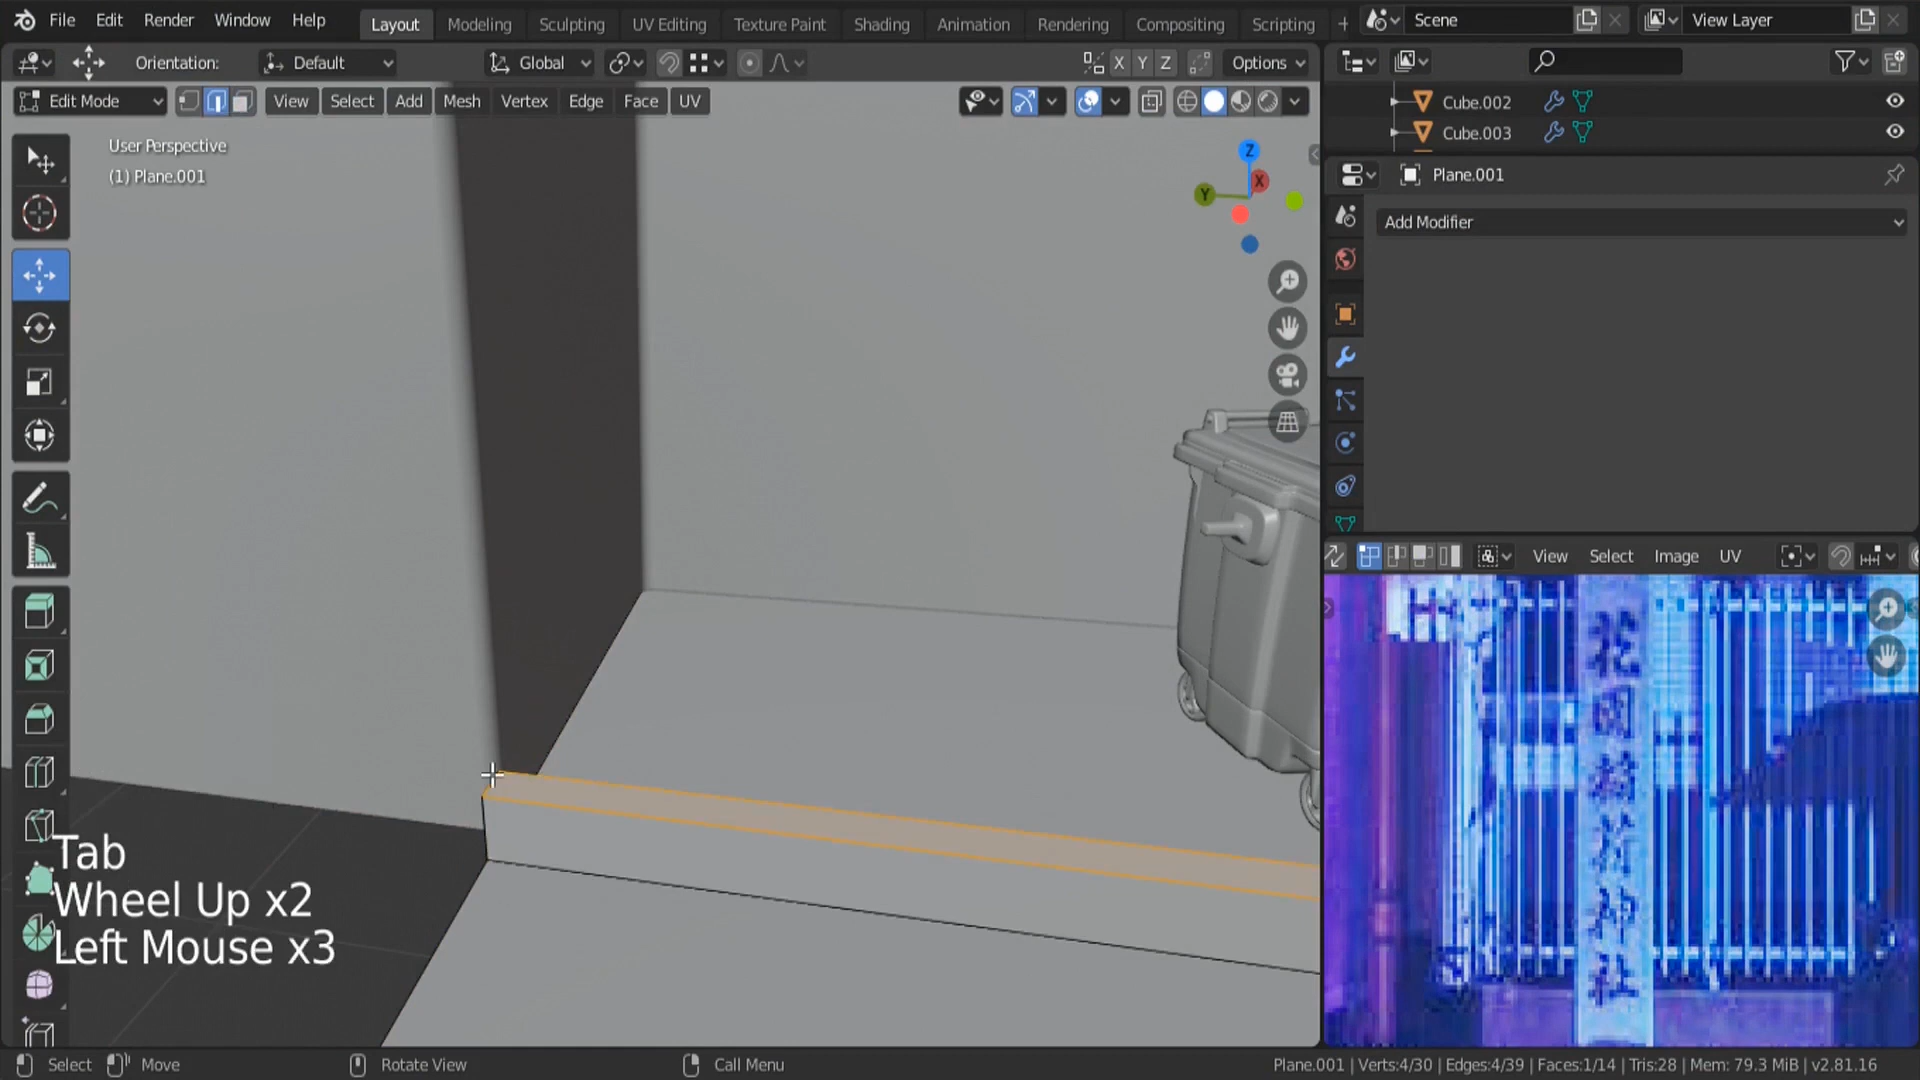 File Edit Render Window Help Layout Modeling Sculpting UV Editing Texture Paint Shading Animation Rendering Compositing Scripting + Scene View Layer
Orientation: Default Global X Y Z Options
Edit Mode View Select Add Mesh Vertex Edge Face UV
Cube.002
Cube.003
User Perspective
(1) Plane.001
Z
X
Y
Plane.001
Add Modifier
View Select Image UV
Tab
Wheel Up x2
Left Mouse x3
Select Move Rotate View Call Menu Plane.001 | Verts:4/30 | Edges:4/39 | Faces:1/14 | Tris:28 | Mem: 79.3 MiB | v2.81.16